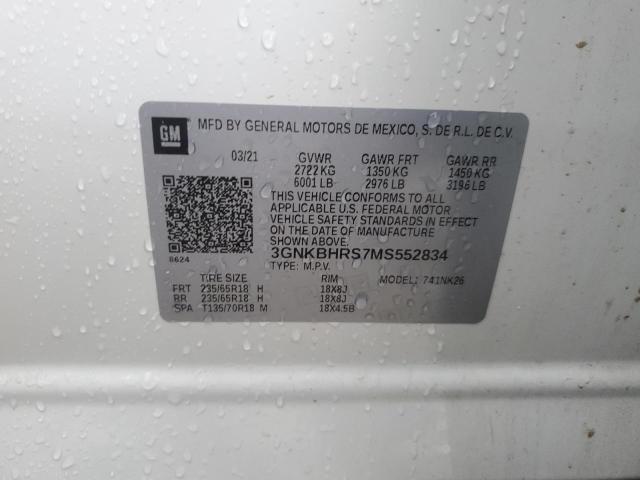 GM MFD BY GENERAL MOTORS DE MEXICO, S. DE R.L. DE C.V.
03/21 GVWR GAWR FRT GAWR RR
2722 KG 1350 KG 1450 KG
6001 LB 2976 LB 3196 LB
THIS VEHICLE CONFORMS TO ALL
APPLICABLE U.S. FEDERAL MOTOR
VEHICLE SAFETY STANDARDS IN EFFECT
ON THE DATE OF MANUFACTURE
SHOWN ABOVE.
3GNKBHRS7MS552834
8624 TYPE: M.P.V. MODEL: 741NK26
TIRE SIZE RIM
FRT 235/65R18 H 18X8J
RR 235/65R18 H 18X8J
SPA T135/70R18 M 18X4.5B